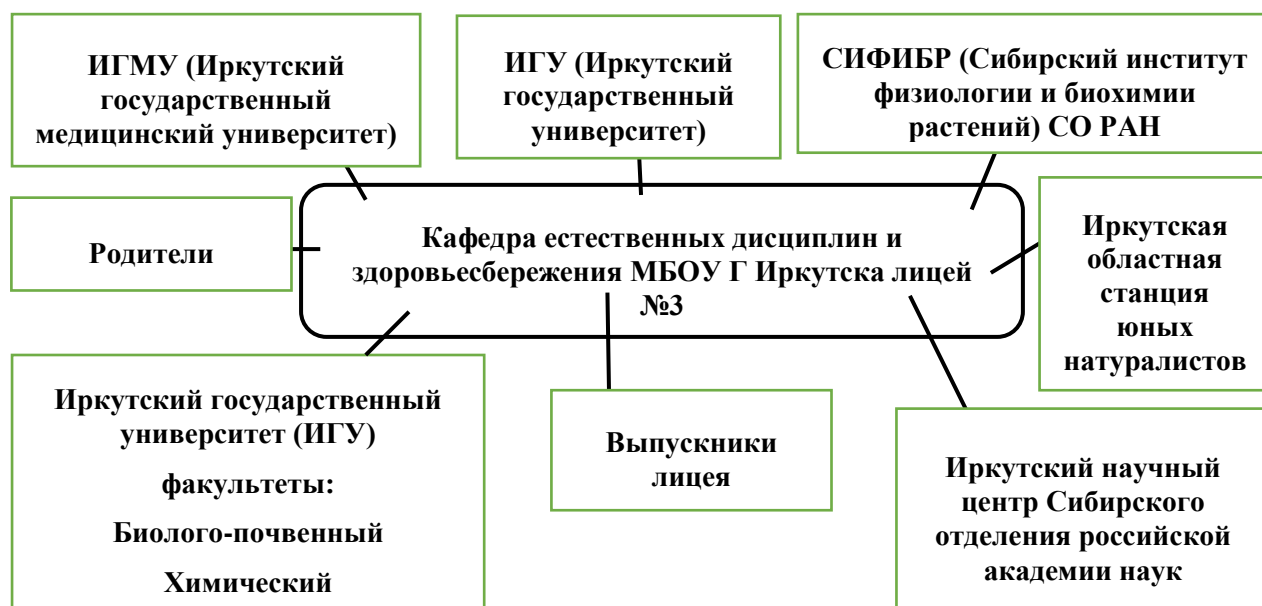 ИГМУ (Иркутский
государственный
медицинский университет)
ИГУ (Иркутский
государственный
университет)
СИФИБР (Сибирский институт
физиологии и биохимии
растений) СО РАН
Родители
Кафедра естественных дисциплин и
здоровьесбережения МБОУ Г Иркутска лицей
№3
Иркутская
областная
станция
юных
натуралистов
Иркутский государственный
университет (ИГУ)
факультеты:
Биолого-почвенный
Химический
Выпускники
лицея
Иркутский научный
центр Сибирского
отделения российской
академии наук